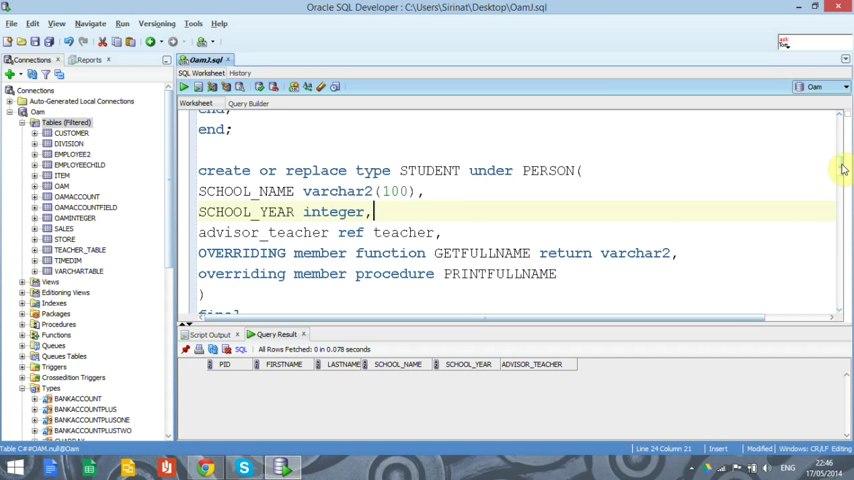 Oracle SQL Developer : C:\Users\Sirinat\Desktop\OamJ.sql
File Edit View Navigate Run Versioning Tools Help
Connections Reports OamJ.sql
SQL Worksheet History
Oam
Worksheet Query Builder
Connections
Auto-Generated Local Connections
Oam
Tables (Filtered)
CUSTOMER
DIVISION
EMPLOYEE2
EMPLOYEECHILD
ITEM
OAM
OAMACCOUNT
OAMACCOUNTFIELD
OAMINTEGER
SALES
STORE
TEACHER_TABLE
TIMEDIM
VARCHARTABLE
Views
Editioning Views
Indexes
Packages
Procedures
Functions
Queues
Queues Tables
Triggers
Crossedition Triggers
Types
BANKACCOUNT
BANKACCOUNTPLUS
BANKACCOUNTPLUSONE
BANKACCOUNTPLUSTWO
end;
end;
create or replace type STUDENT under PERSON(
SCHOOL_NAME varchar2(100),
SCHOOL_YEAR integer,
advisor_teacher ref teacher,
OVERRIDING member function GETFULLNAME return varchar2,
overriding member procedure PRINTFULLNAME
)
final
Script Output Query Result
SQL All Rows Fetched: 0 in 0.078 seconds
PID FIRSTNAME LASTNAME SCHOOL_NAME SCHOOL_YEAR ADVISOR_TEACHER
Table C##OAM.null@Oam Line 24 Column 21 Insert Modified Windows: CR/LF Editing
ENG 22:46
17/05/2014